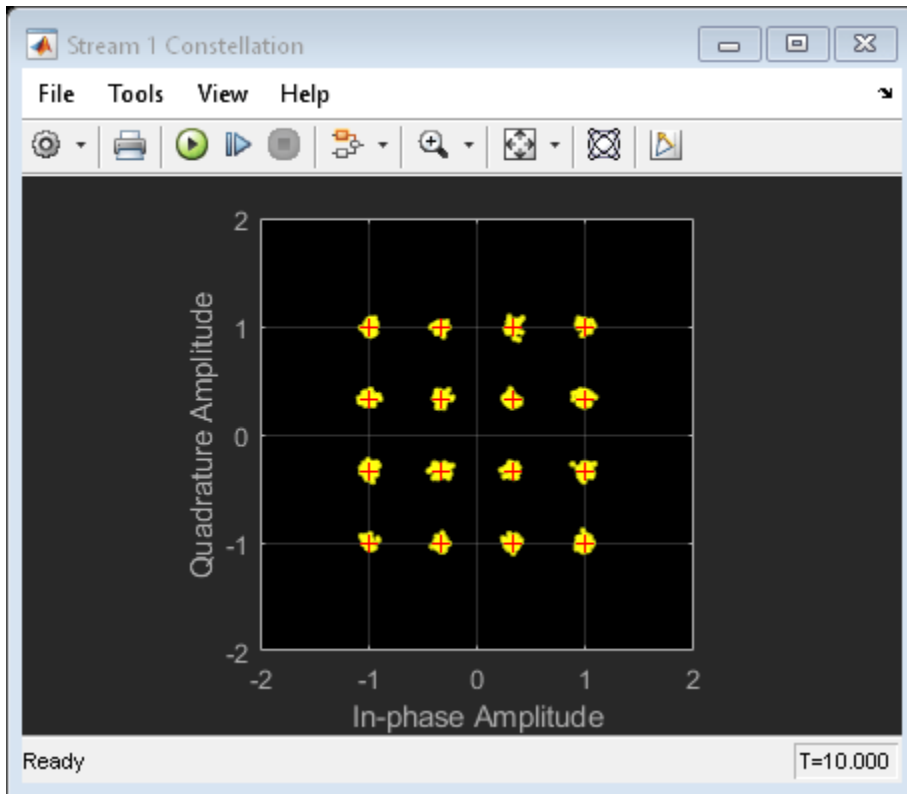 Stream 1 Constellation
File Tools View Help
2
1
0
-1
-2
Quadrature Amplitude
-2 -1 0 1 2
In-phase Amplitude
Ready T=10.000